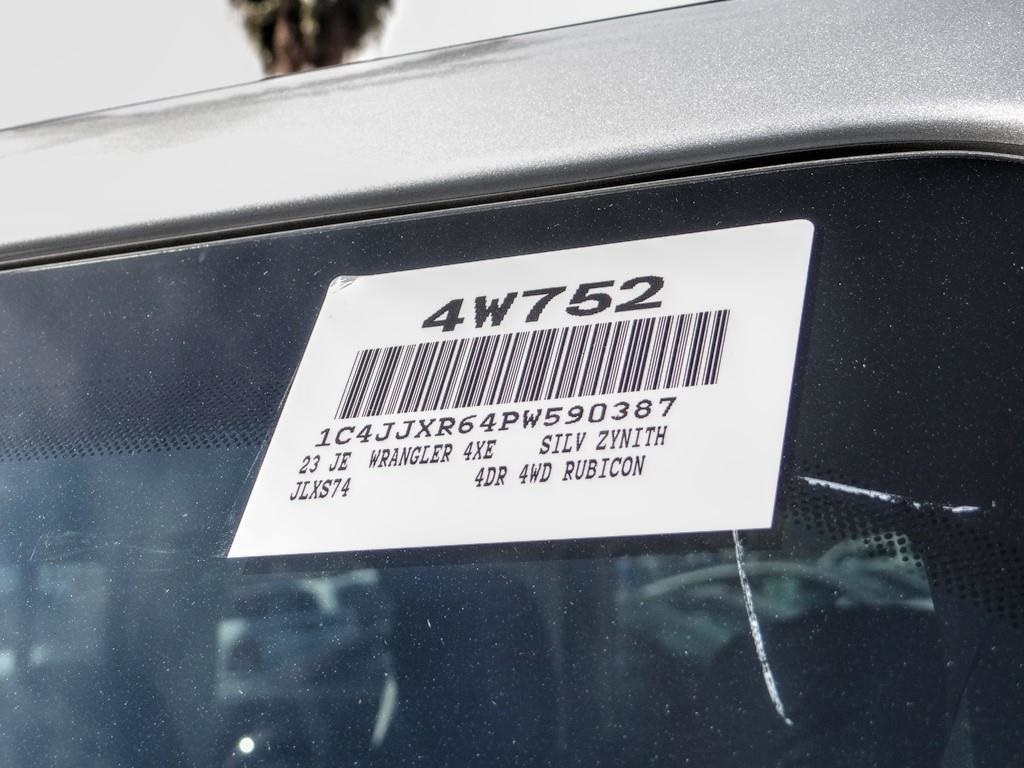 4W752
1C4JJXR64PW590387
23 JE WRANGLER 4XE SILV ZYNITH
JLXS74 4DR 4WD RUBICON